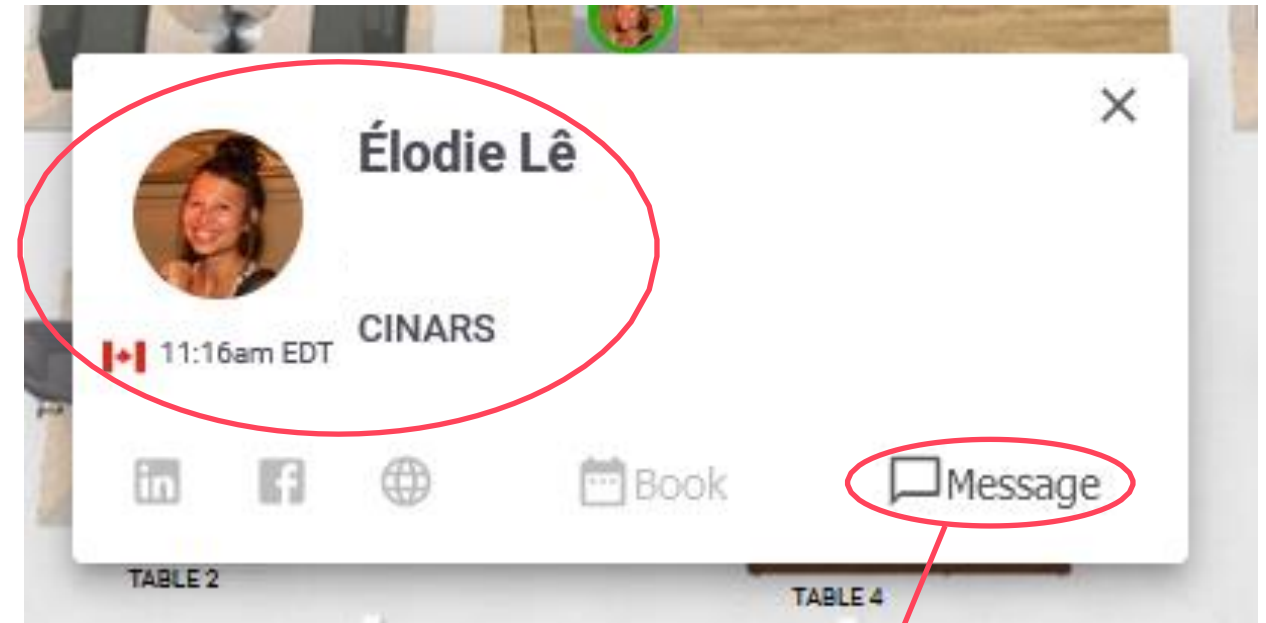 Élodie Lê
CINARS
11:16am EDT
Book
Message
TABLE 2
TABLE 4